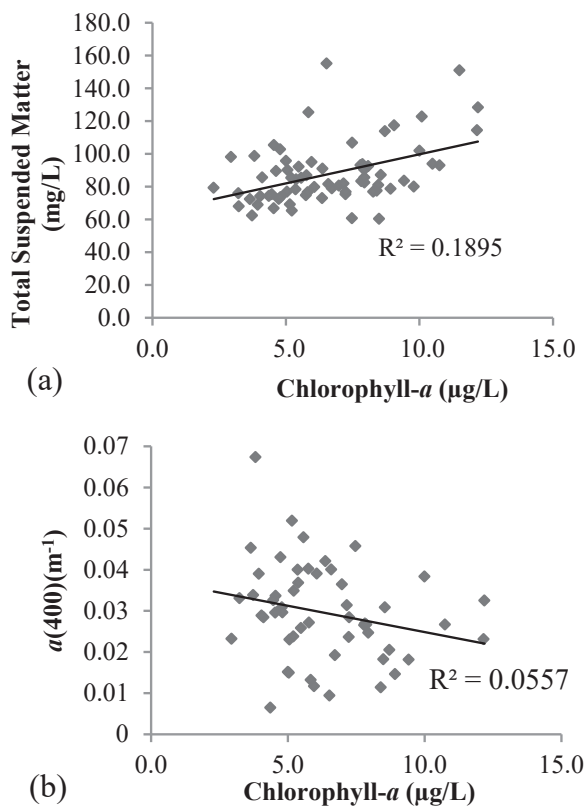 180.0
160.0
140.0
120.0
100.0
80.0
60.0
40.0
20.0
0.0
Total Suspended Matter
(mg/L)
R² = 0.1895
0.0 5.0 10.0 15.0
(a) Chlorophyll-a (µg/L)
0.07
0.06
0.05
0.04
0.03
0.02
0.01
0
a(400)(m⁻¹)
R² = 0.0557
0.0 5.0 10.0 15.0
(b) Chlorophyll-a (µg/L)